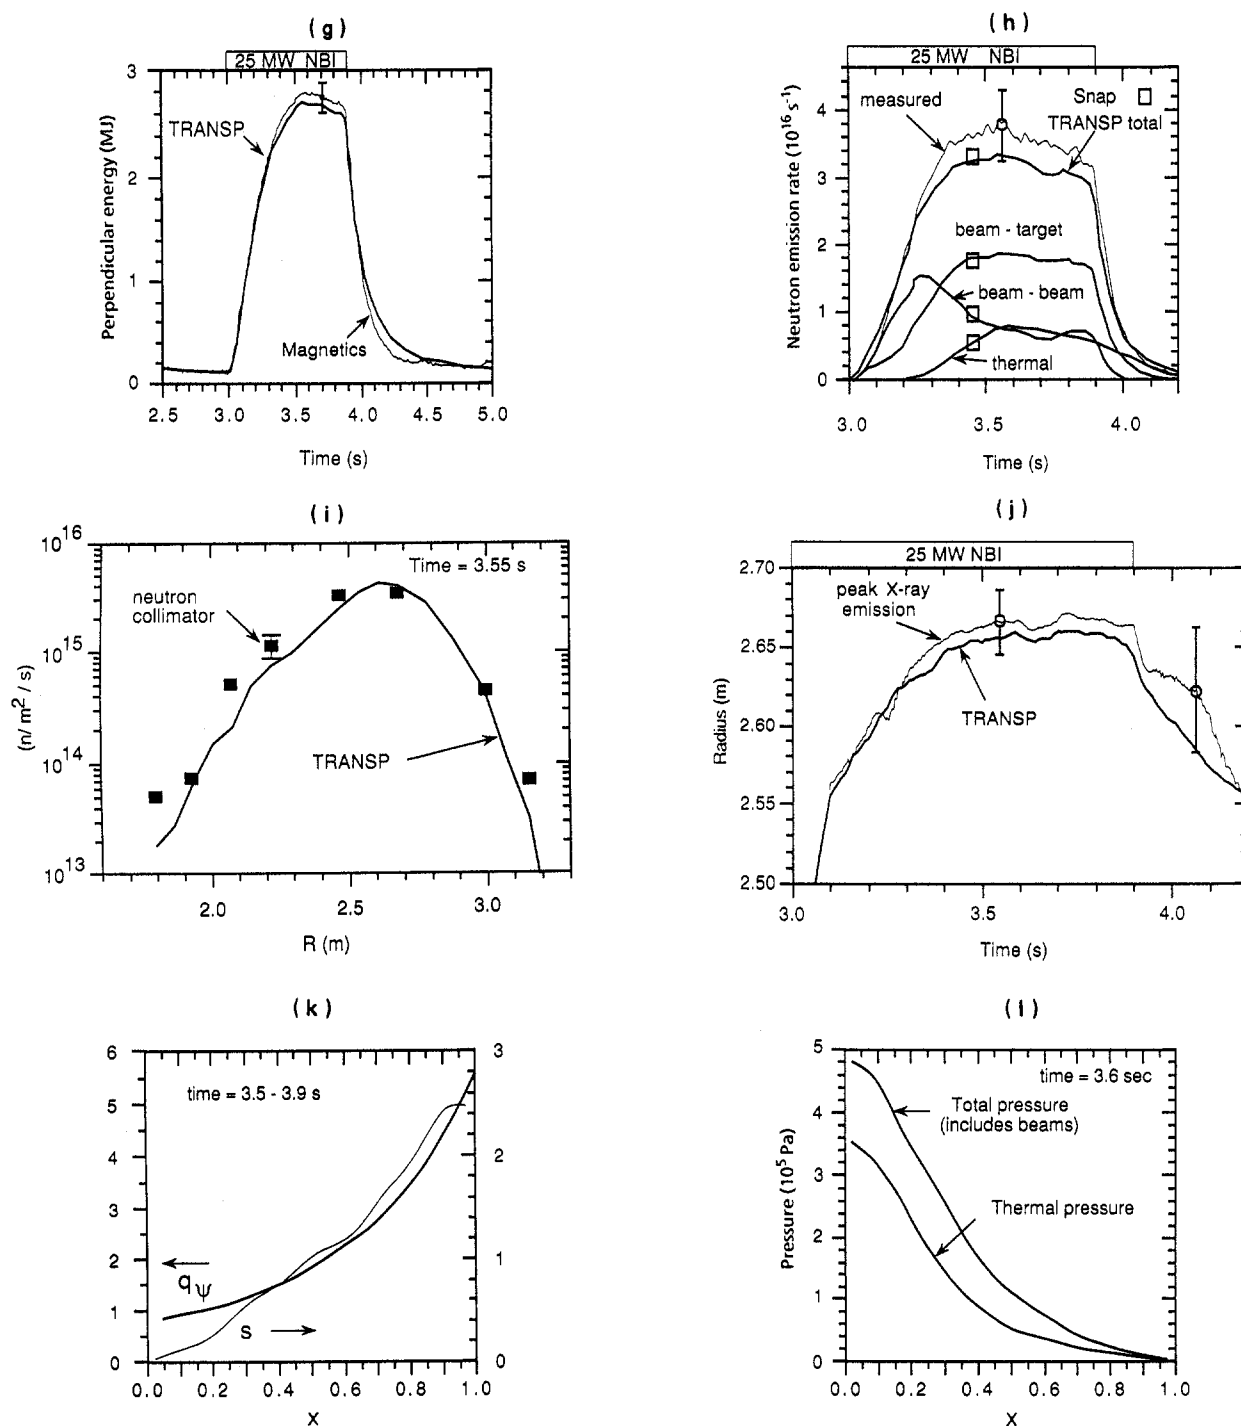 (g)
25 MW NBI
3
2
1
0
Perpendicular energy (MJ)
TRANSP
Magnetics
2.5 3.0 3.5 4.0 4.5 5.0
Time (s)
(h)
25 MW NBI
4
3
2
1
0
Neutron emission rate (10^16 s^-1)
measured
Snap
TRANSP total
beam - target
beam - beam
thermal
3.0 3.5 4.0
Time (s)
(i)
10^16
10^15
10^14
10^13
(n/ m^2 / s)
Time = 3.55 s
neutron
collimator
TRANSP
2.0 2.5 3.0
R (m)
(j)
25 MW NBI
2.70
2.65
2.60
2.55
2.50
Radius (m)
peak X-ray
emission
TRANSP
3.0 3.5 4.0
Time (s)
(k)
6
5
4
3
2
1
0
3
2
1
0
time = 3.5 - 3.9 s
qψ
s
0.0 0.2 0.4 0.6 0.8 1.0
X
(l)
5
4
3
2
1
0
Pressure (10^5 Pa)
time = 3.6 sec
Total pressure
(includes beams)
Thermal pressure
0.0 0.2 0.4 0.6 0.8 1.0
X